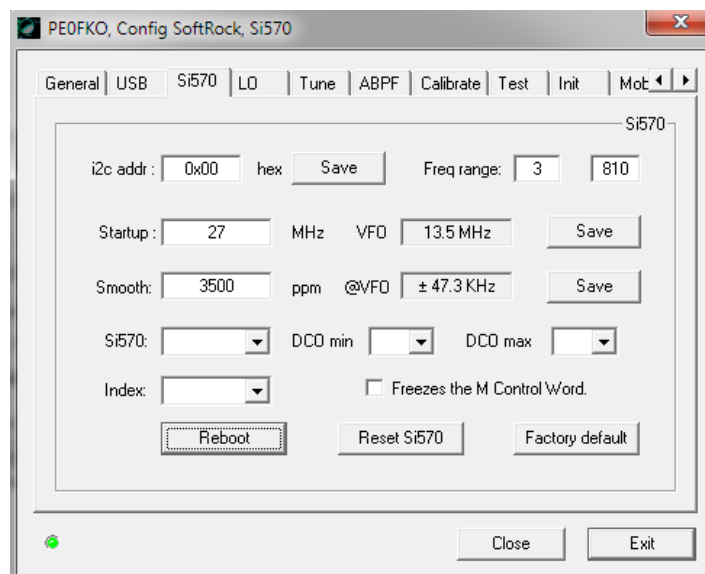 PE0FKO, Config SoftRock, Si570
General USB Si570 LO Tune ABPF Calibrate Test Init Mob
Si570
i2c addr : 0x00 hex Save Freq range: 3 810
Startup : 27 MHz VFO 13.5 MHz Save
Smooth: 3500 ppm @VFO ± 47.3 KHz Save
Si570: DCO min DCO max
Index: Freezes the M Control Word.
Reboot Reset Si570 Factory default
Close Exit